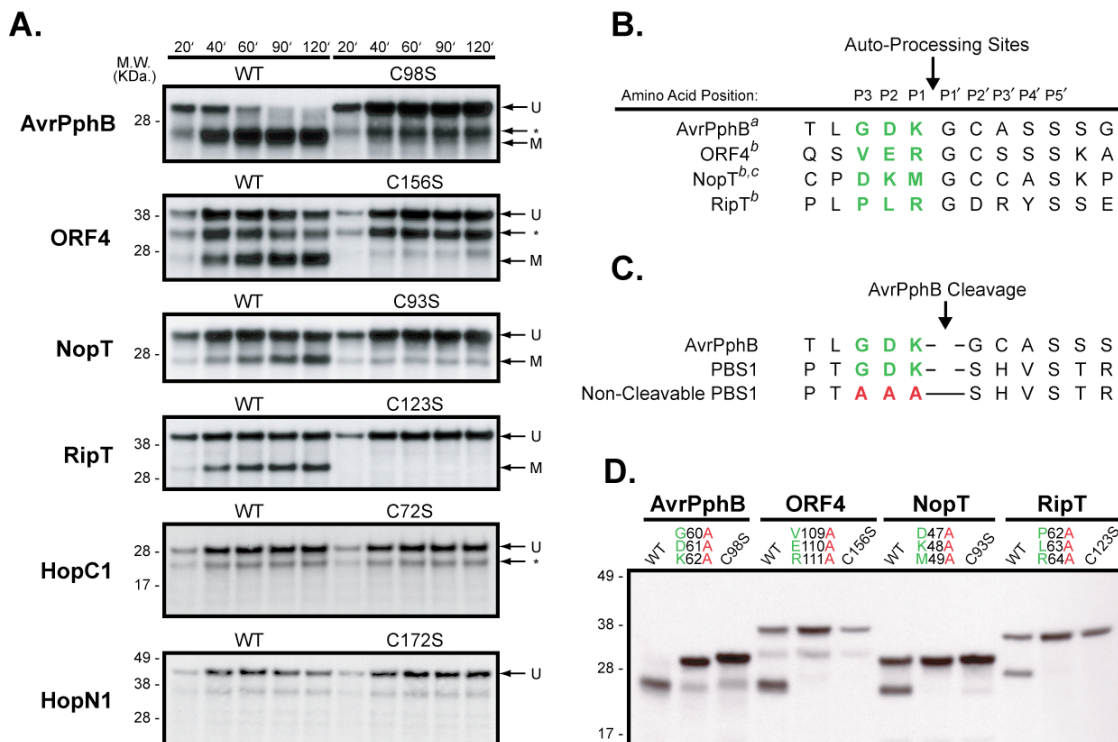 A.
M.W.
(KDa.)
20' 40' 60' 90' 120' 20' 40' 60' 90' 120'
WT C98S
AvrPphB
28 -
U
*
M
WT C156S
ORF4
38 -
28 -
U
*
M
WT C93S
NopT
28 -
U
M
WT C123S
RipT
38 -
28 -
U
M
WT C72S
HopC1
28 -
17 -
U
*
WT C172S
HopN1
49 -
38 -
28 -
U
B.
Auto-Processing Sites
Amino Acid Position: P3 P2 P1 P1' P2' P3' P4' P5'
AvrPphBᵃ T L G D K G C A S S S G
ORF4ᵇ Q S V E R G C S S S K A
NopTᵇ,ᶜ C P D K M G C C A S K P
RipTᵇ P L P L R G D R Y S S E
C.
AvrPphB Cleavage
AvrPphB T L G D K – – G C A S S S
PBS1 P T G D K – – S H V S T R
Non-Cleavable PBS1 P T A A A —— S H V S T R
D.
AvrPphB ORF4 NopT RipT
WT G60A D61A K62A C98S WT V109A E110A R111A C156S WT D47A K48A M49A C93S WT P62A L63A R64A C123S
49 -
38 -
28 -
17 -